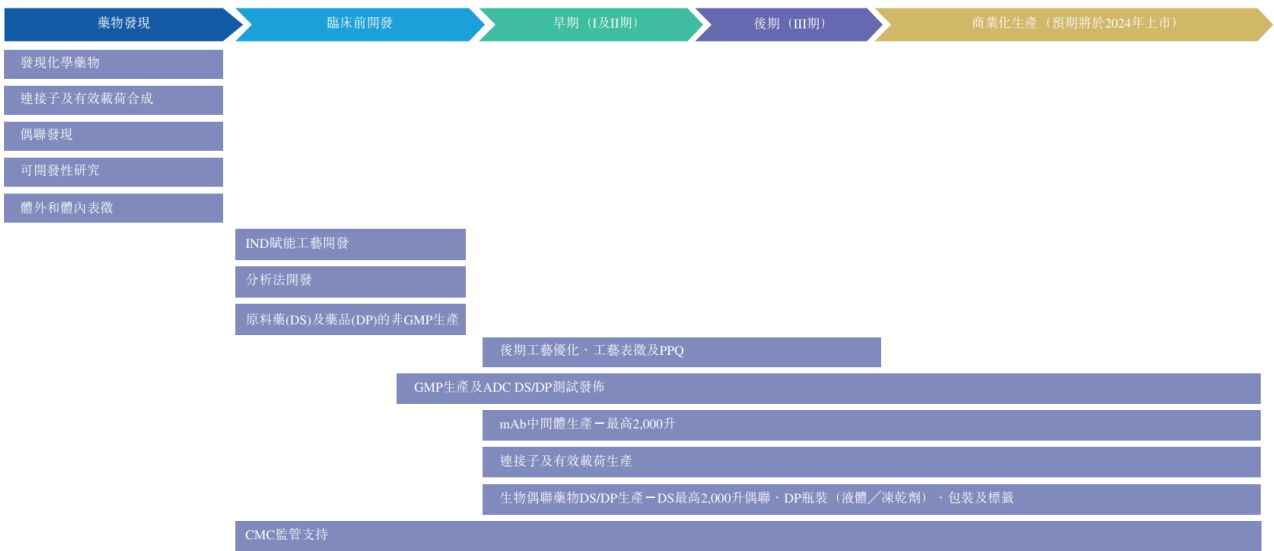 藥物發現
臨床前開發
早期（I及II期）
後期（III期）
商業化生產（預期將於2024年上市）
發現化學藥物
連接子及有效載荷合成
偶聯發現
可開發性研究
體外和體內表徵
IND賦能工藝開發
分析法開發
原料藥(DS)及藥品(DP)的非GMP生產
後期工藝優化、工藝表徵及PPQ
GMP生產及ADC DS/DP測試發佈
mAb中間體生產－最高2,000升
連接子及有效載荷生產
生物偶聯藥物DS/DP生產－DS最高2,000升偶聯、DP瓶裝（液體╱凍乾劑）、包裝及標籤
CMC監管支持